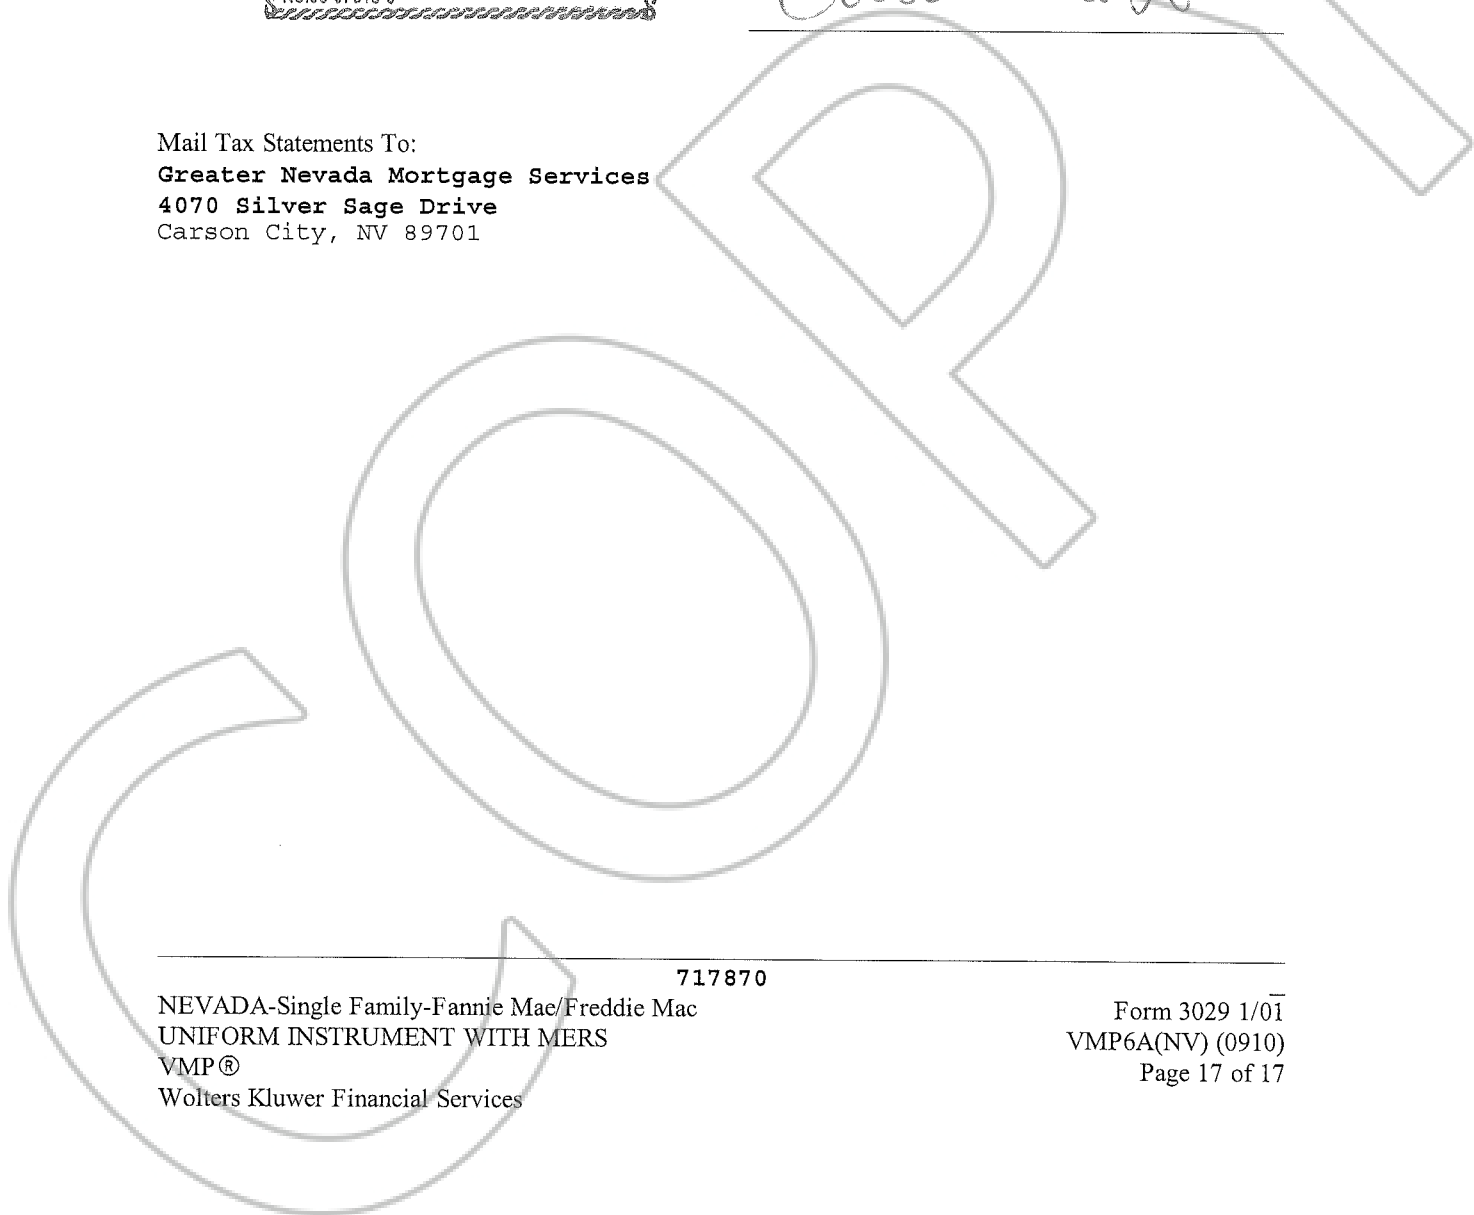 Mail Tax Statements To:
Greater Nevada Mortgage Services
4070 Silver Sage Drive
Carson City, NV 89701
COPY
717870
NEVADA-Single Family-Fannie Mae/Freddie Mac
UNIFORM INSTRUMENT WITH MERS
VMP®
Wolters Kluwer Financial Services
Form 3029 1/01
VMP6A(NV) (0910)
Page 17 of 17